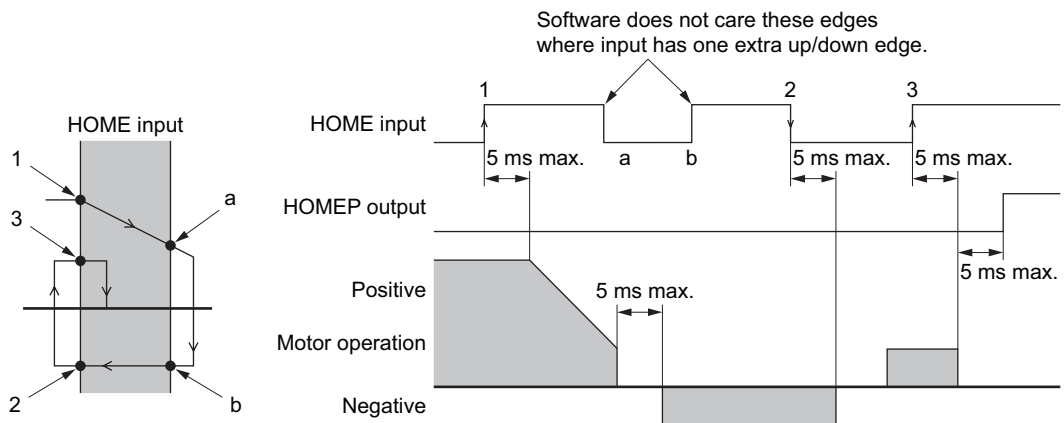 Software does not care these edges
where input has one extra up/down edge.
HOME input
1
a
3
2
b
1
2
3
HOME input
a
b
5 ms max.
5 ms max.
5 ms max.
HOMEP output
5 ms max.
Positive
5 ms max.
Motor operation
Negative